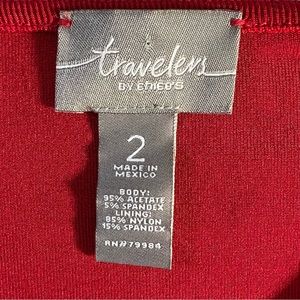 travelers
BY CHICO'S
2
MADE IN
MEXICO
BODY:
95% ACETATE
5% SPANDEX
LINING:
85% NYLON
15% SPANDEX
RN# 79984